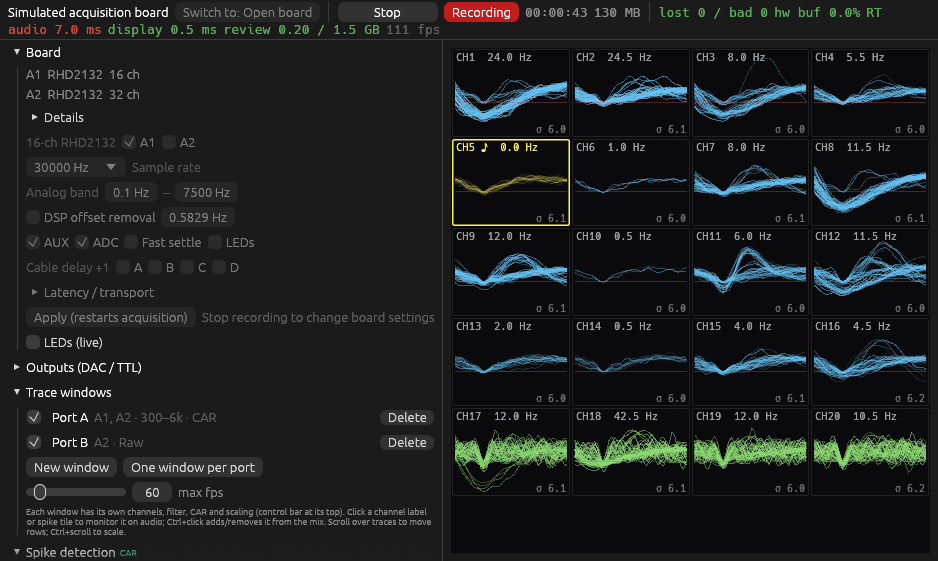 Simulated acquisition board Switch to: Open board Stop Recording 00:00:43 130 MB lost 0 / bad 0 hw buf 0.0% RT
audio 7.0 ms display 0.5 ms review 0.20 / 1.5 GB 111 fps
▼ Board
A1 RHD2132 16 ch
A2 RHD2132 32 ch
▶ Details
16-ch RHD2132 A1 A2
30000 Hz Sample rate
Analog band 0.1 Hz – 7500 Hz
DSP offset removal 0.5829 Hz
AUX ADC Fast settle LEDs
Cable delay +1 A B C D
▶ Latency / transport
Apply (restarts acquisition) Stop recording to change board settings
LEDs (live)
▶ Outputs (DAC / TTL)
▼ Trace windows
Port A A1, A2 · 300–6k · CAR Delete
Port B A2 · Raw Delete
New window One window per port
60 max fps
Each window has its own channels, filter, CAR and scaling (control bar at its top). Click a channel label
or spike tile to monitor it on audio; Ctrl+click adds/removes it from the mix. Scroll over traces to move
rows; Ctrl+scroll to scale.
▼ Spike detection CAR
CH1 24.0 Hz CH2 24.5 Hz CH3 8.0 Hz CH4 5.5 Hz
σ 6.0 σ 6.1 σ 6.0 σ 6.0
CH5 ♪ 0.0 Hz CH6 1.0 Hz CH7 8.0 Hz CH8 11.5 Hz
σ 6.1 σ 6.0 σ 6.1 σ 6.1
CH9 12.0 Hz CH10 0.5 Hz CH11 6.0 Hz CH12 11.5 Hz
σ 6.1 σ 6.0 σ 6.0 σ 6.0
CH13 2.0 Hz CH14 0.5 Hz CH15 4.0 Hz CH16 4.5 Hz
σ 6.0 σ 6.0 σ 6.1 σ 6.2
CH17 12.0 Hz CH18 42.5 Hz CH19 12.0 Hz CH20 10.5 Hz
σ 6.1 σ 6.1 σ 6.0 σ 6.2